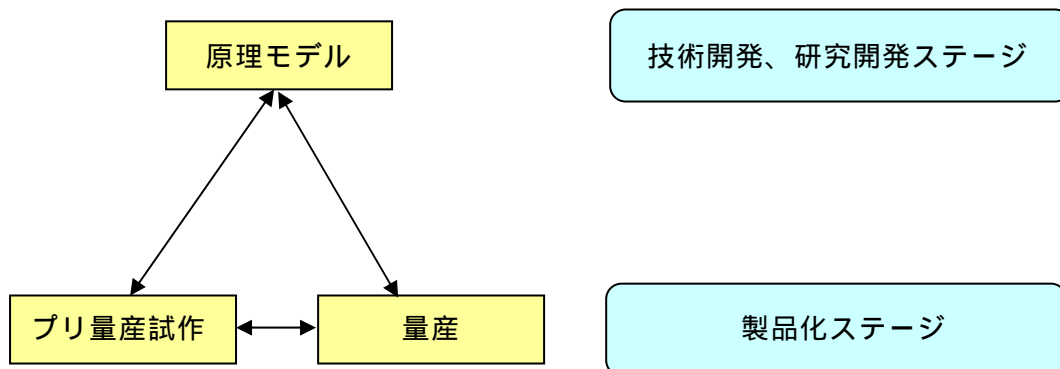 原理モデル
技術開発、研究開発ステージ
プリ量産試作
量産
製品化ステージ